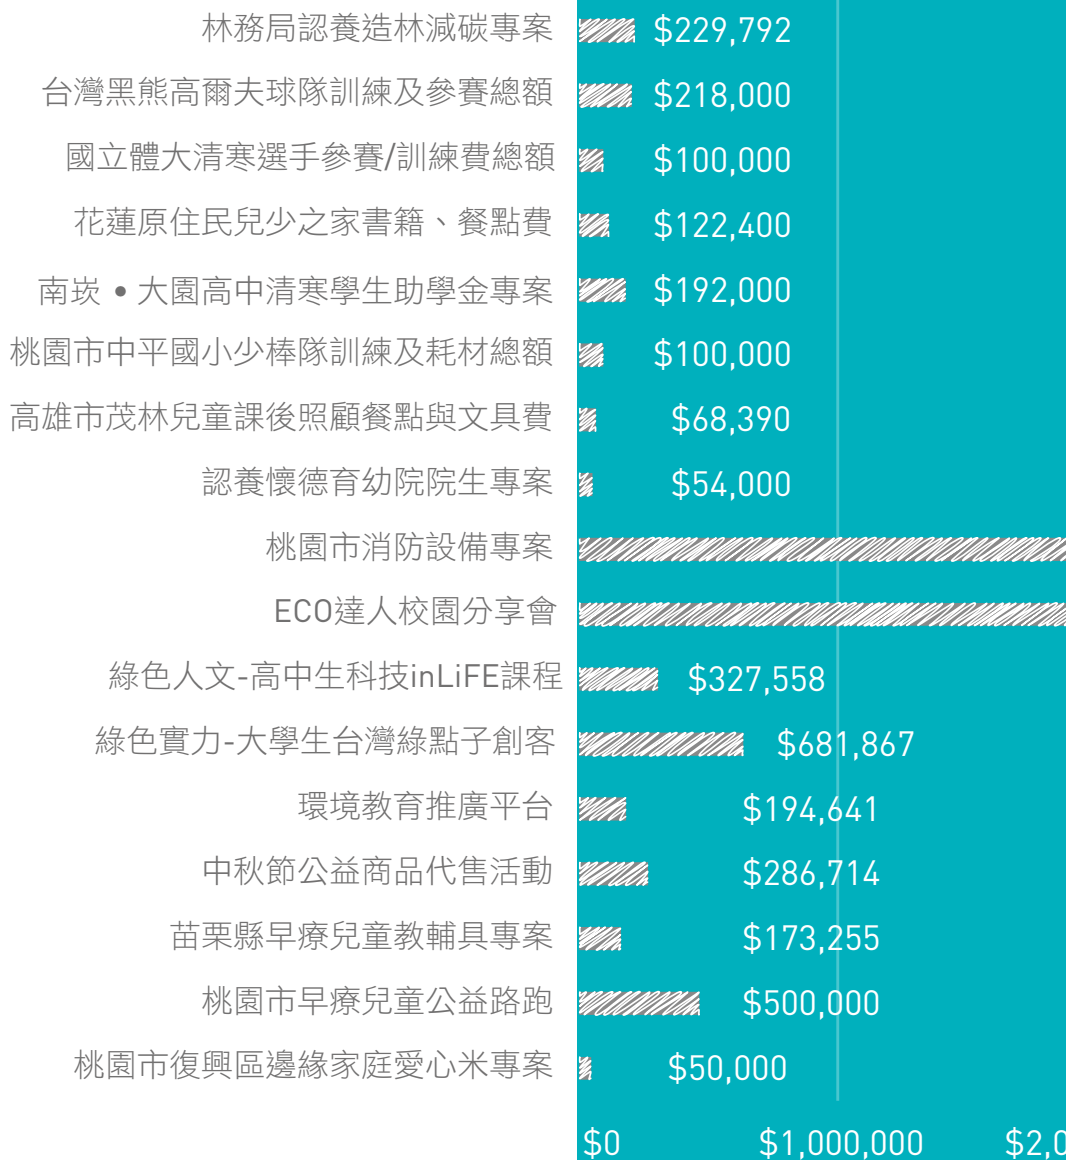 林務局認養造林減碳專案 $229,792
台灣黑熊高爾夫球隊訓練及參賽總額 $218,000
國立體大清寒選手參賽/訓練費總額 $100,000
花蓮原住民兒少之家書籍、餐點費 $122,400
南崁 • 大園高中清寒學生助學金專案 $192,000
桃園市中平國小少棒隊訓練及耗材總額 $100,000
高雄市茂林兒童課後照顧餐點與文具費 $68,390
認養懷德育幼院院生專案 $54,000
桃園市消防設備專案
ECO達人校園分享會
綠色人文-高中生科技inLiFE課程 $327,558
綠色實力-大學生台灣綠點子創客 $681,867
環境教育推廣平台 $194,641
中秋節公益商品代售活動 $286,714
苗栗縣早療兒童教輔具專案 $173,255
桃園市早療兒童公益路跑 $500,000
桃園市復興區邊緣家庭愛心米專案 $50,000
$0 $1,000,000 $2,0